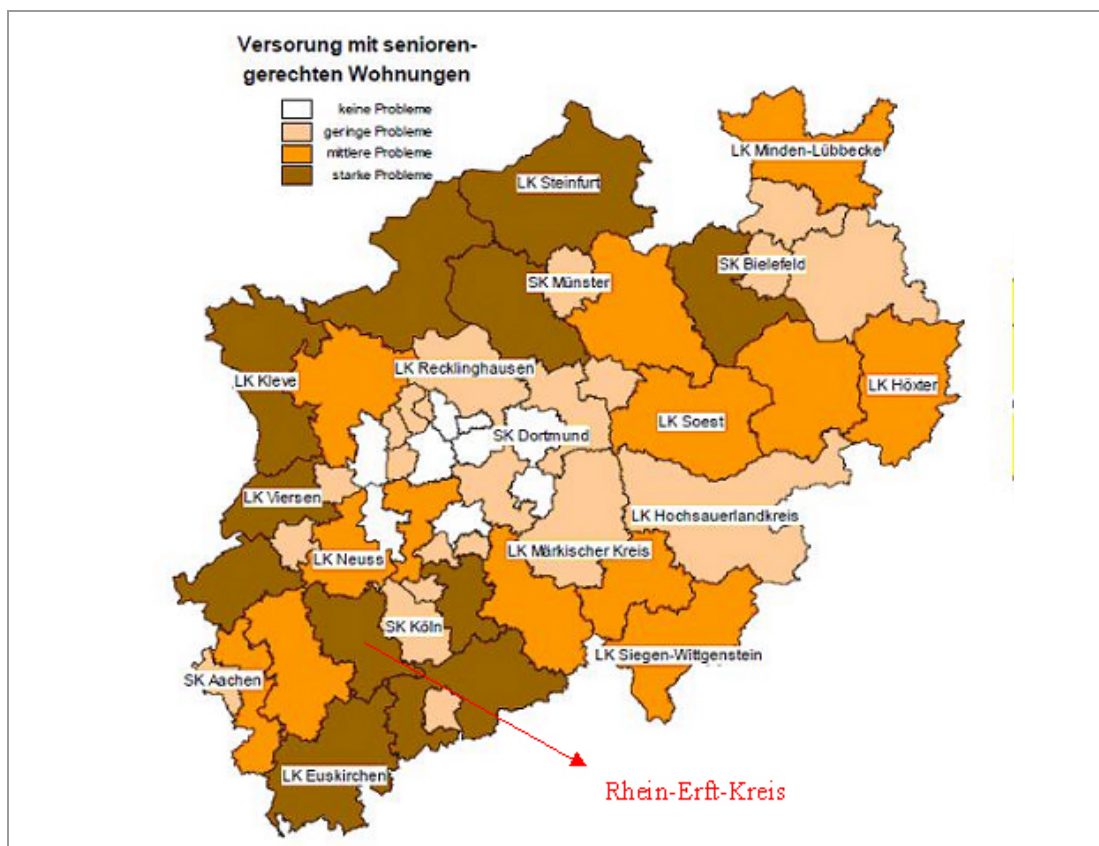 Versorung mit senioren-
gerechten Wohnungen
keine Probleme
geringe Probleme
mittlere Probleme
starke Probleme
LK Minden-Lübbecke
LK Steinfurt
SK Bielefeld
SK Münster
LK Recklinghausen
LK Kleve
LK Höxter
LK Soest
SK Dortmund
LK Viersen
LK Hochsauerlandkreis
LK Märkischer Kreis
LK Neuss
SK Köln
LK Siegen-Wittgenstein
SK Aachen
LK Euskirchen
Rhein-Erft-Kreis